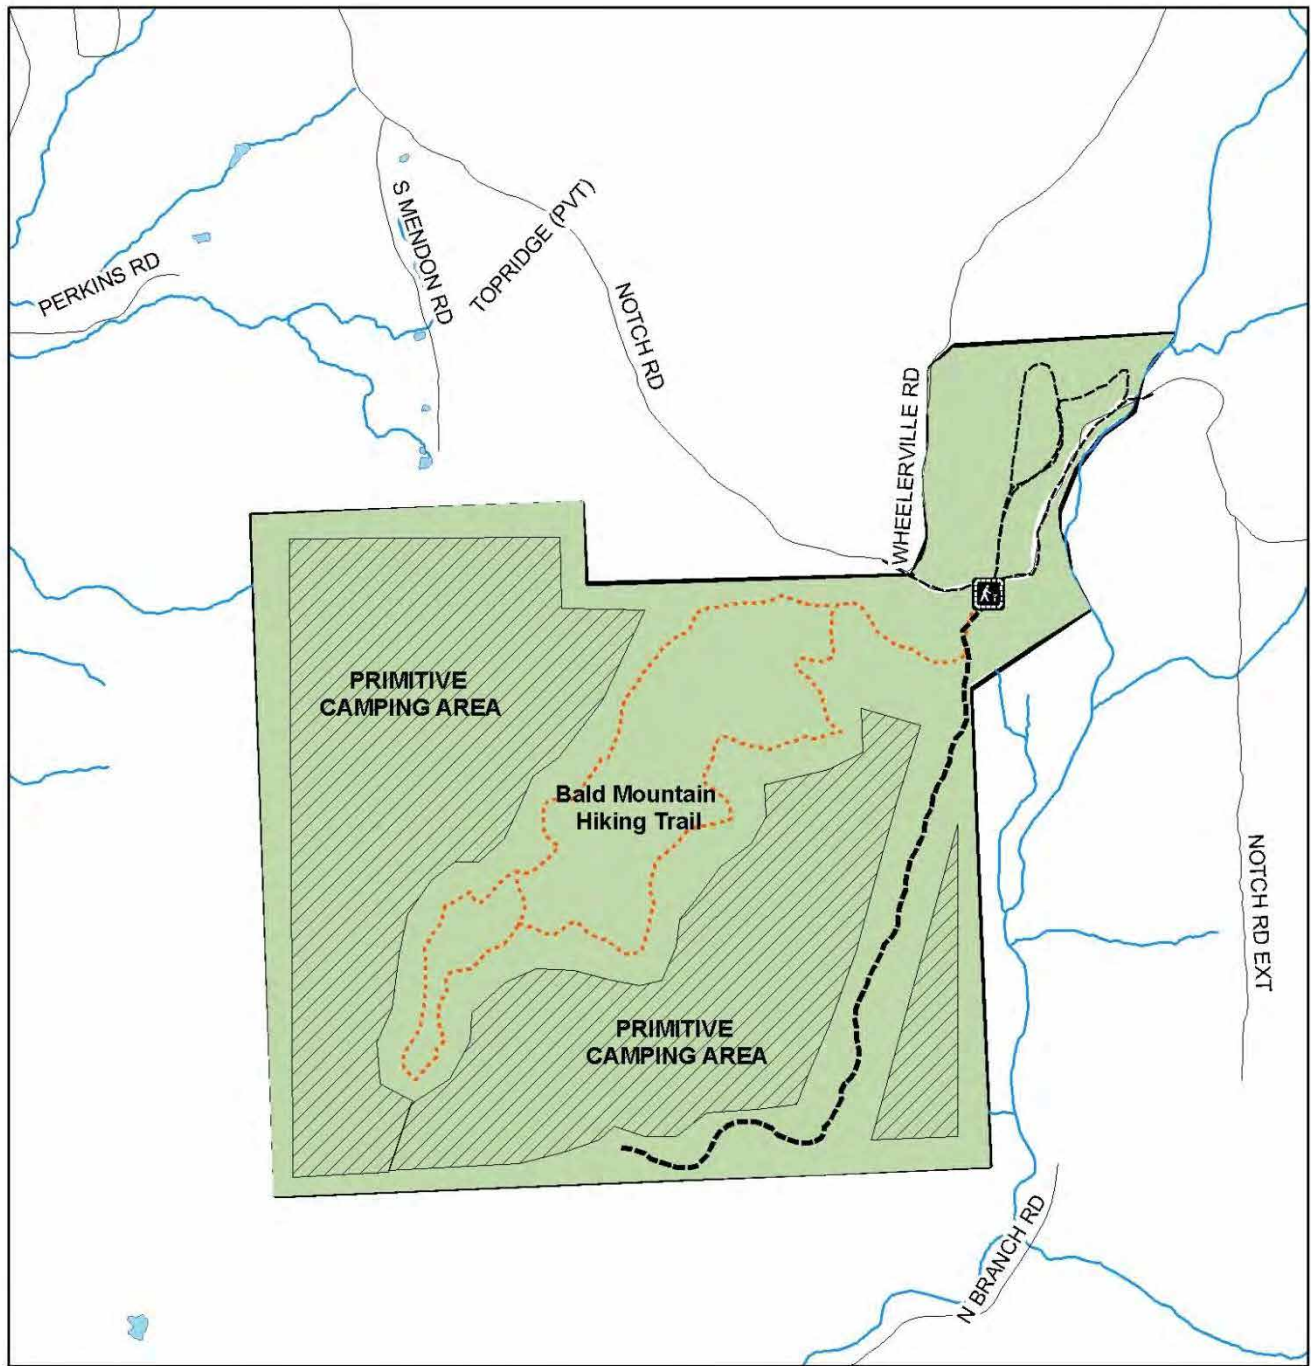 S MENDON RD
TOPRIDGE (PVT)
PERKINS RD
NOTCH RD
WHEELERVILLE RD
PRIMITIVE
CAMPING AREA
Bald Mountain
Hiking Trail
NOTCH RD EXT
PRIMITIVE
CAMPING AREA
N BRANCH RD